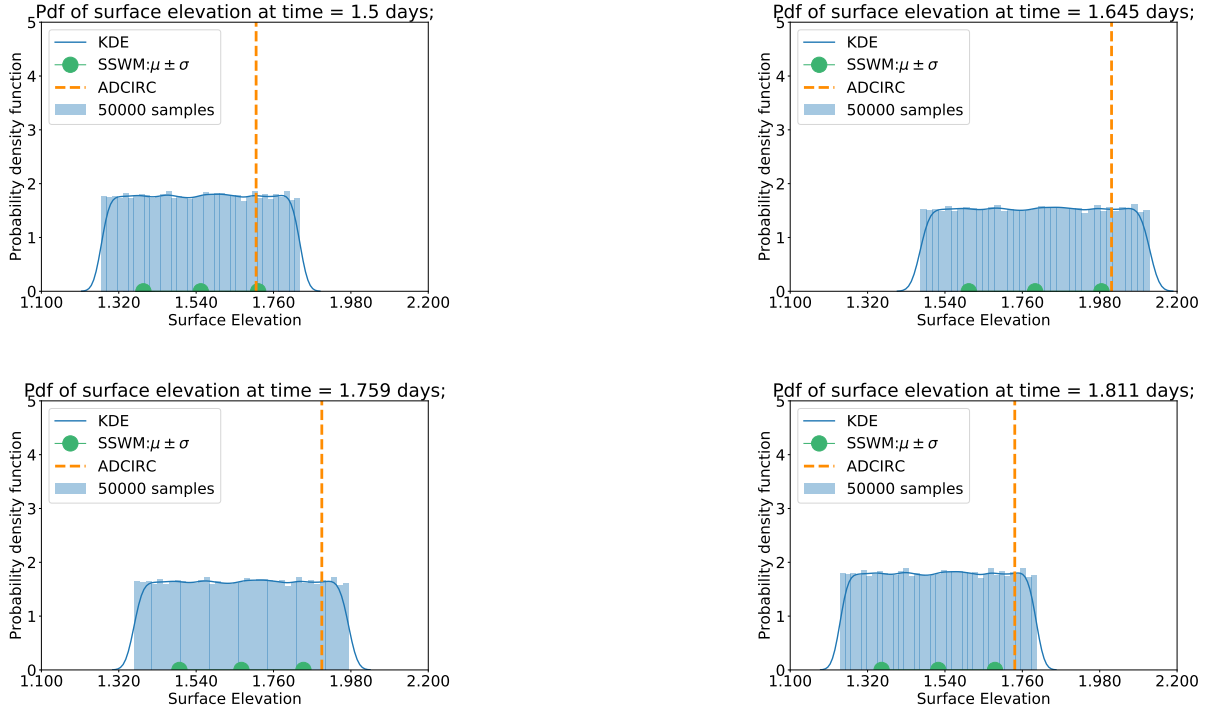 Pdf of surface elevation at time = 1.5 days;
Probability density function
5
4
3
2
1
0
KDE
SSWM:μ ± σ
ADCIRC
50000 samples
1.100 1.320 1.540 1.760 1.980 2.200
Surface Elevation
Pdf of surface elevation at time = 1.645 days;
Probability density function
5
4
3
2
1
0
KDE
SSWM:μ ± σ
ADCIRC
50000 samples
1.100 1.320 1.540 1.760 1.980 2.200
Surface Elevation
Pdf of surface elevation at time = 1.759 days;
Probability density function
5
4
3
2
1
0
KDE
SSWM:μ ± σ
ADCIRC
50000 samples
1.100 1.320 1.540 1.760 1.980 2.200
Surface Elevation
Pdf of surface elevation at time = 1.811 days;
Probability density function
5
4
3
2
1
0
KDE
SSWM:μ ± σ
ADCIRC
50000 samples
1.100 1.320 1.540 1.760 1.980 2.200
Surface Elevation